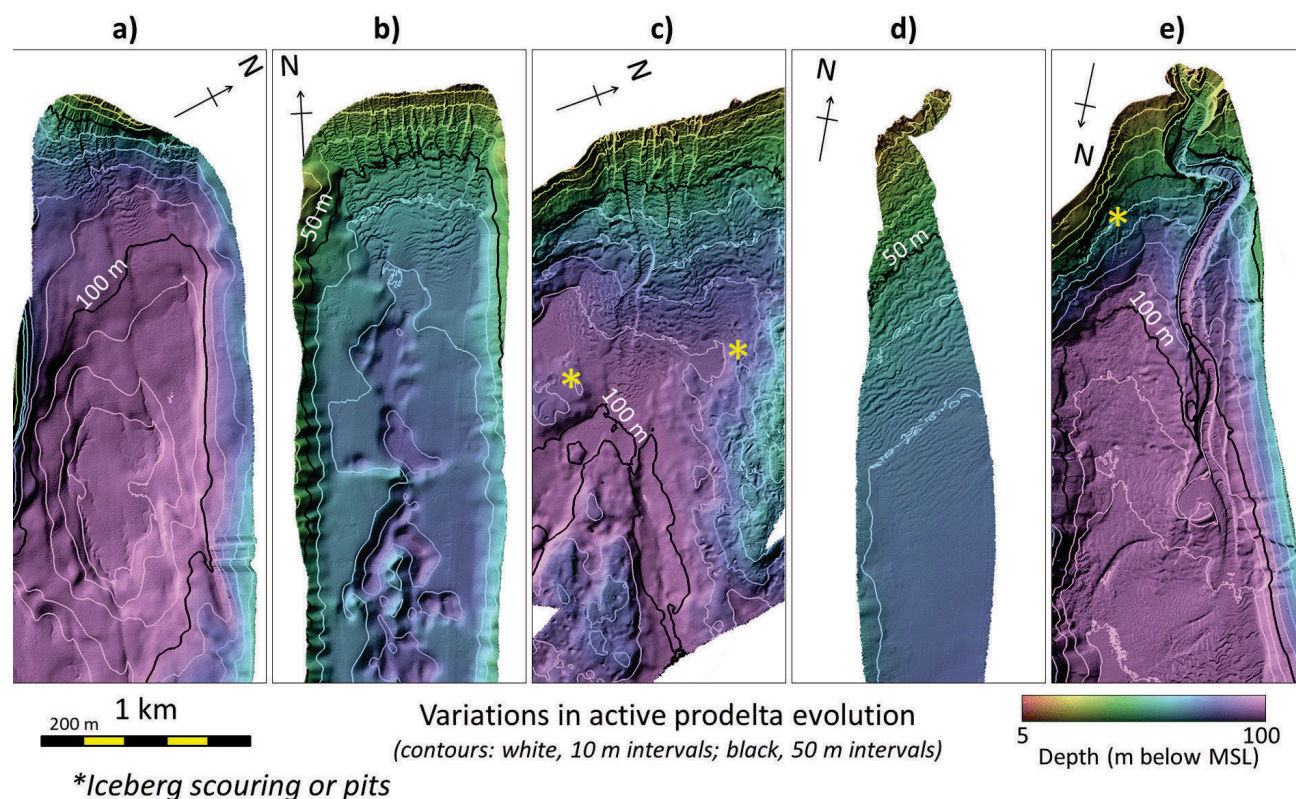 a)
b)
c)
d)
e)
N
N
N
N
N
100 m
50 m
100 m
50 m
100 m
*
*
*
1 km
200 m
Variations in active prodelta evolution
(contours: white, 10 m intervals; black, 50 m intervals)
5
100
Depth (m below MSL)
*Iceberg scouring or pits